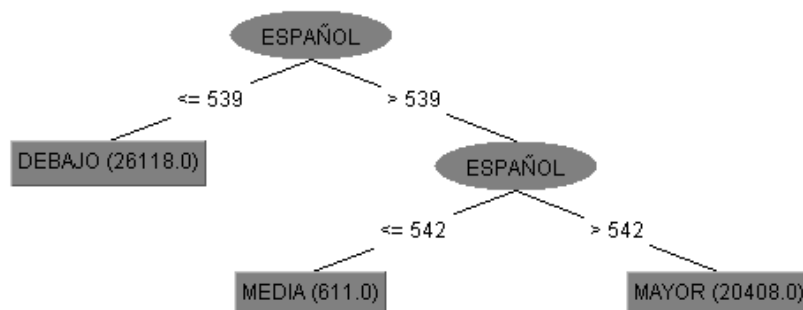 ESPAÑOL
<= 539
> 539
DEBAJO (26118.0)
ESPAÑOL
<= 542
> 542
MEDIA (611.0)
MAYOR (20408.0)